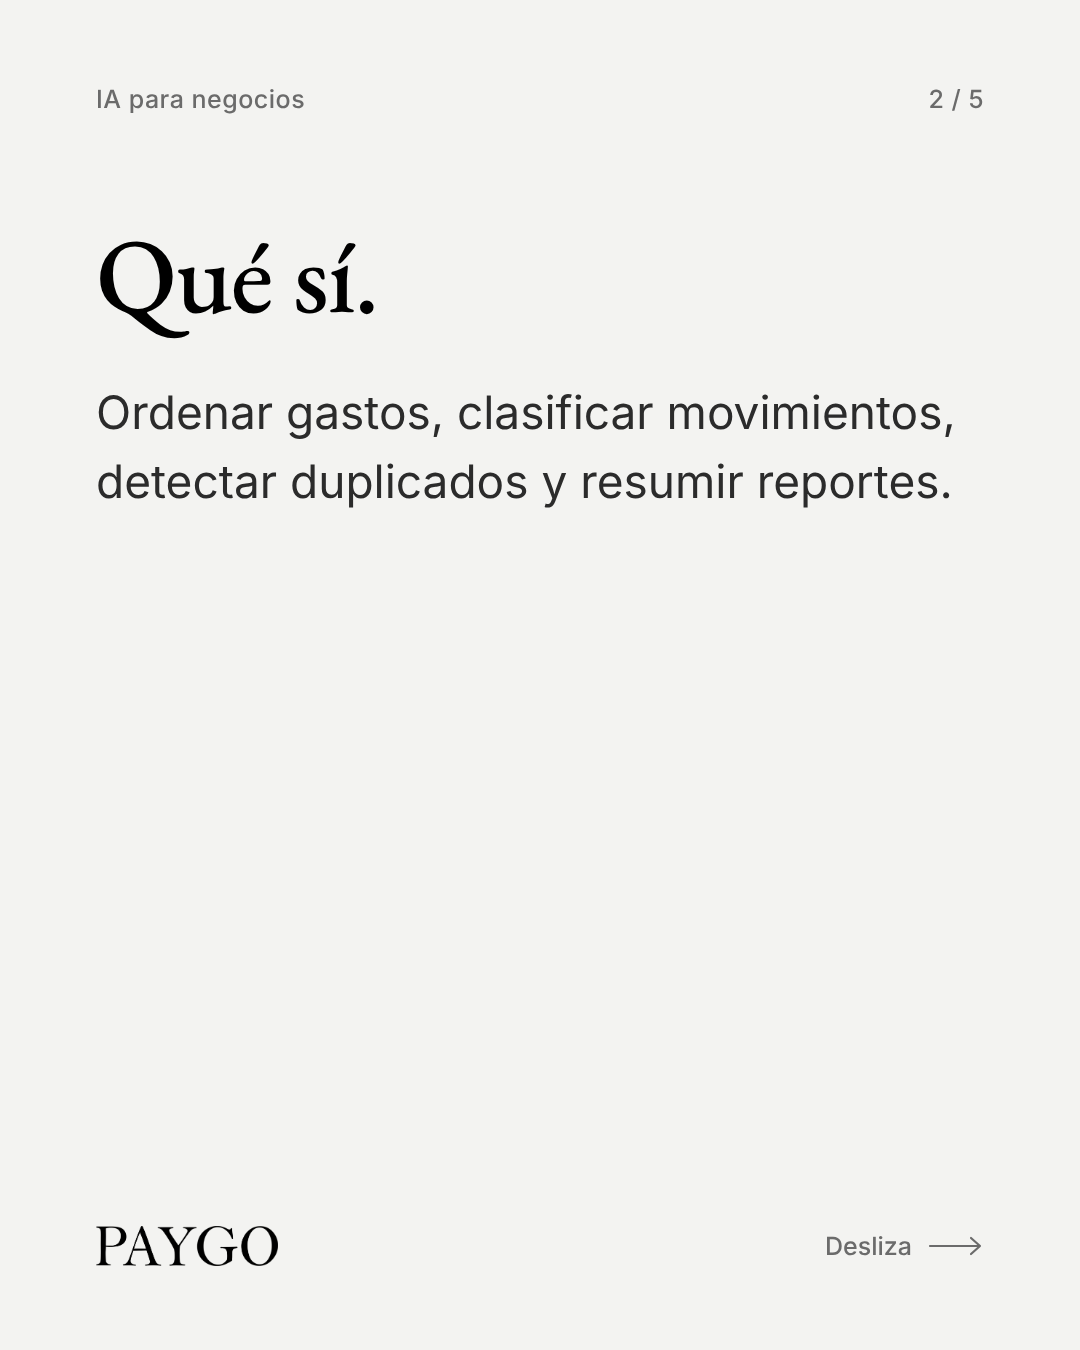 IA para negocios
2 / 5
Qué sí.
Ordenar gastos, clasificar movimientos,
detectar duplicados y resumir reportes.
PAYGO
Desliza